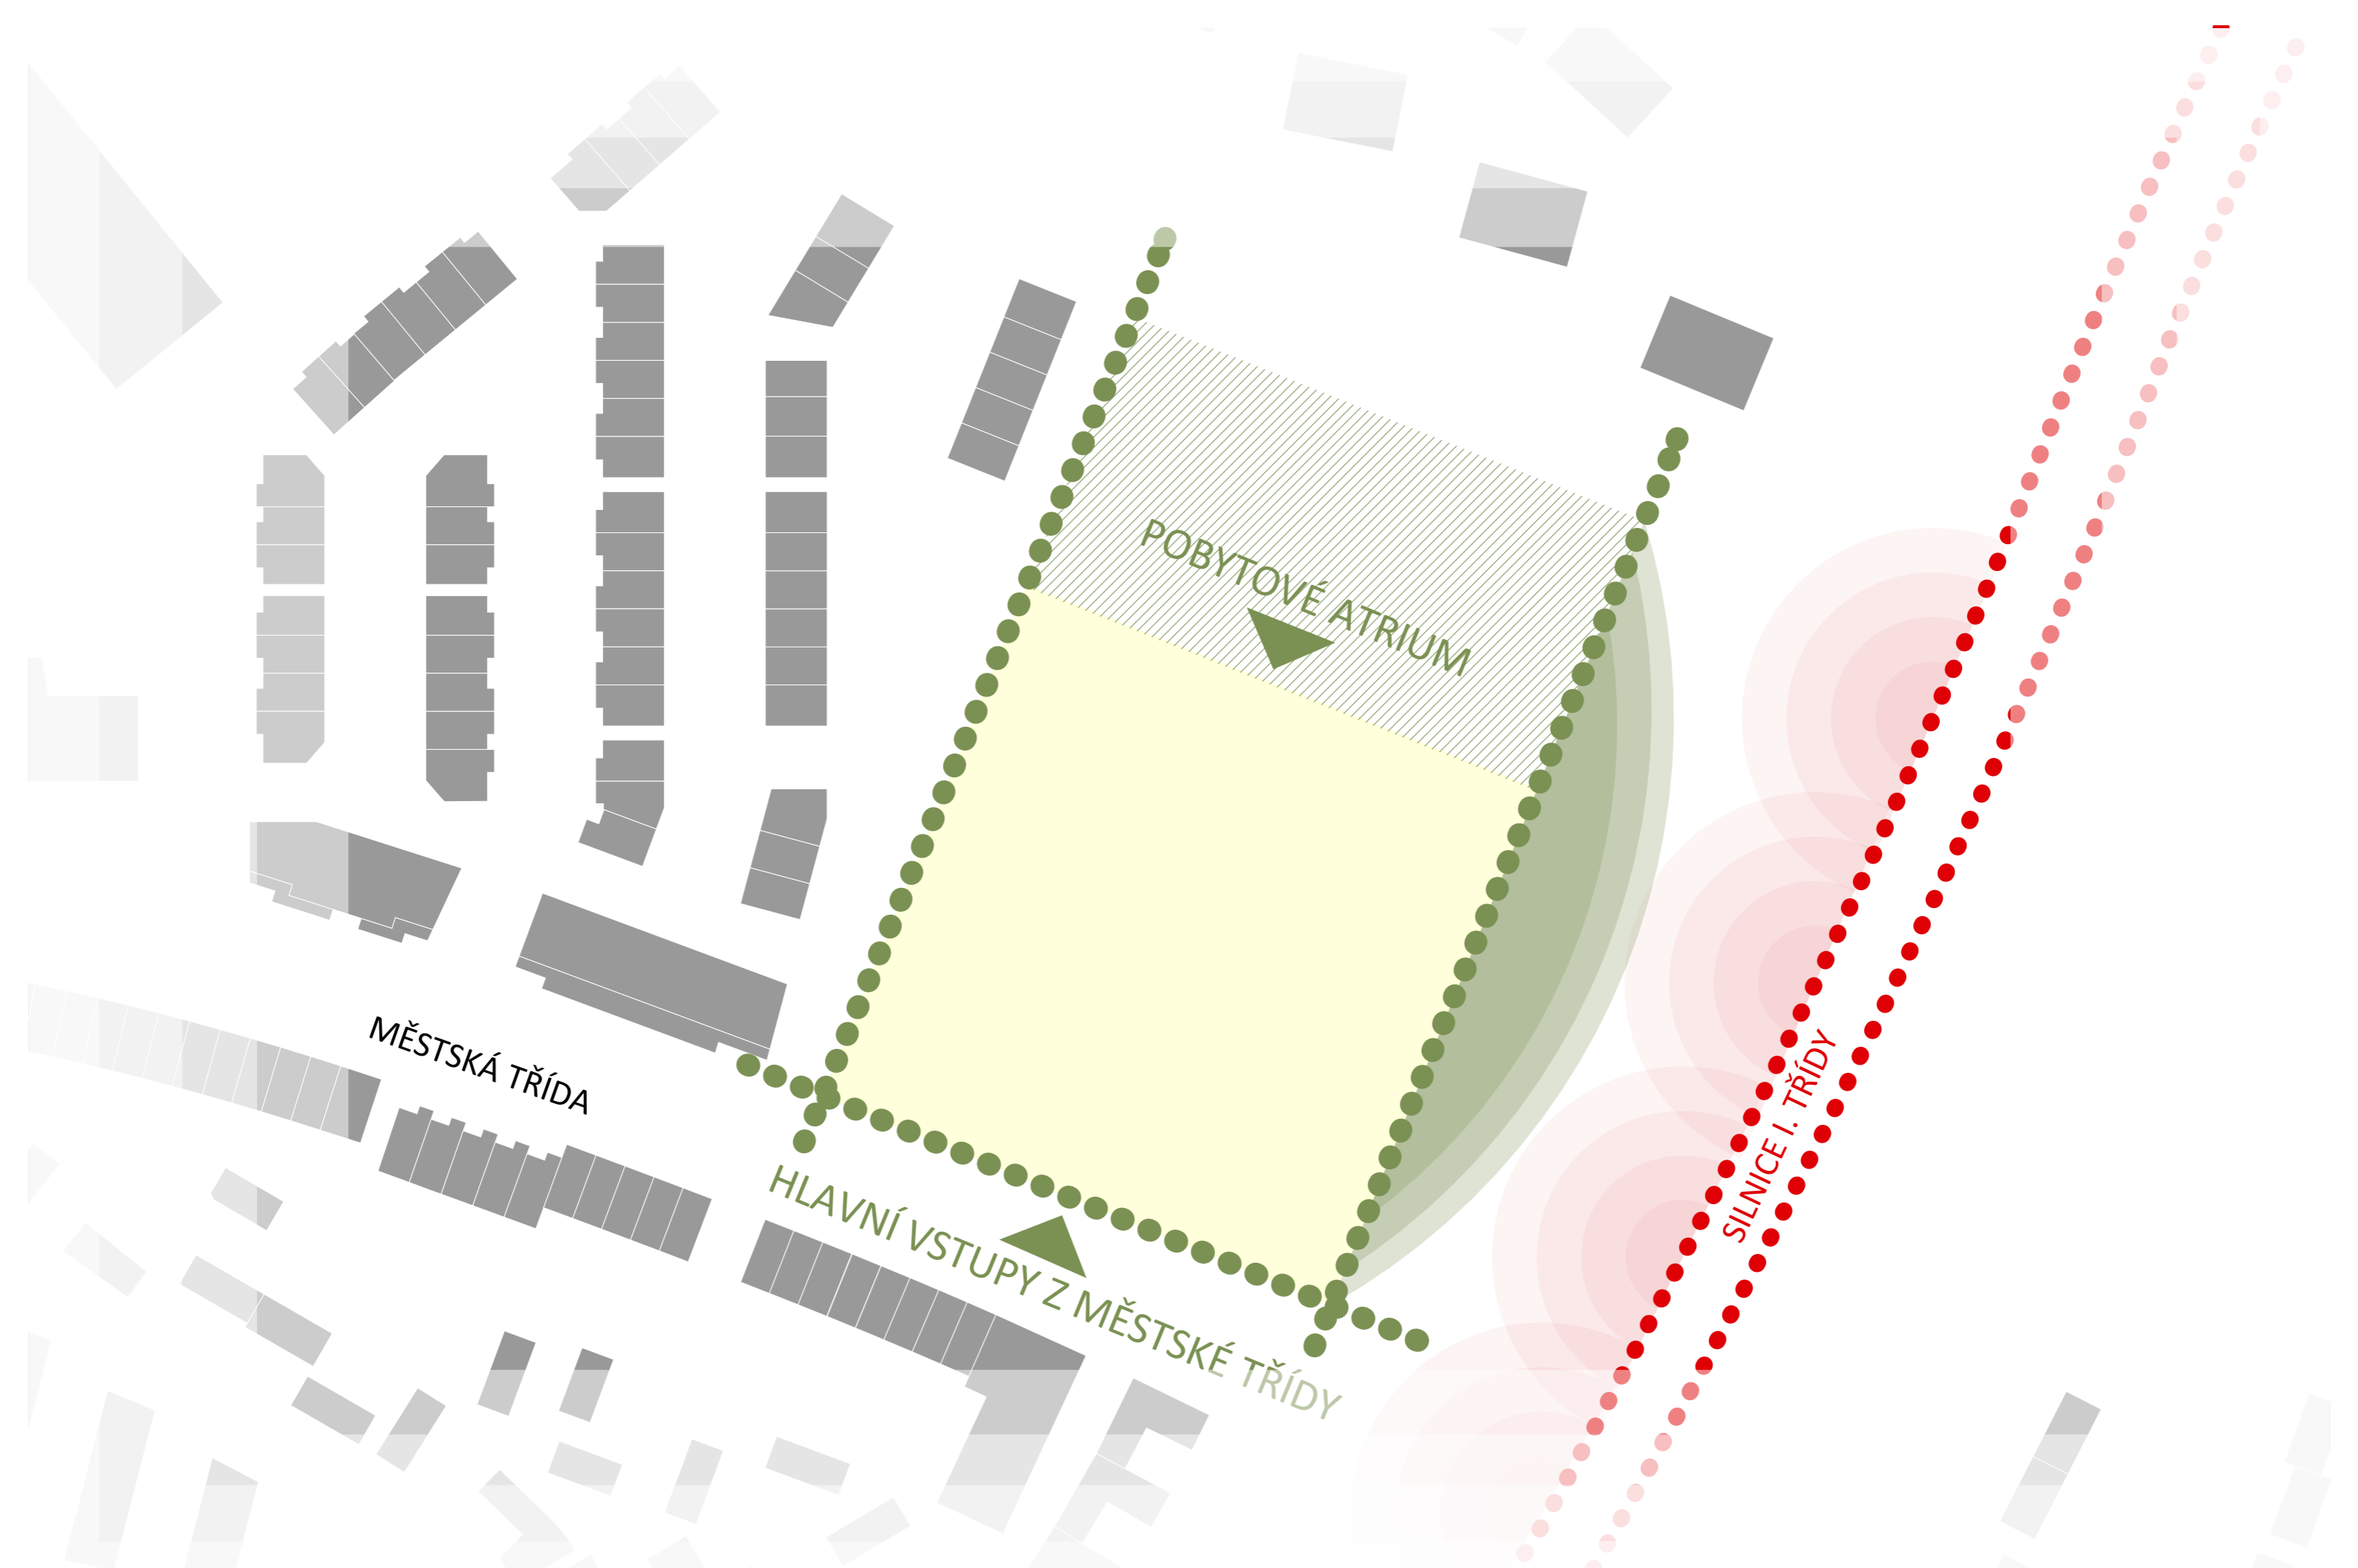 POBYTOVÉ ATRIUM
MĚSTSKÁ TŘÍDA
HLAVNÍ VSTUPY Z MĚSTSKÉ TŘÍDY
SILNICE I. TŘÍDY